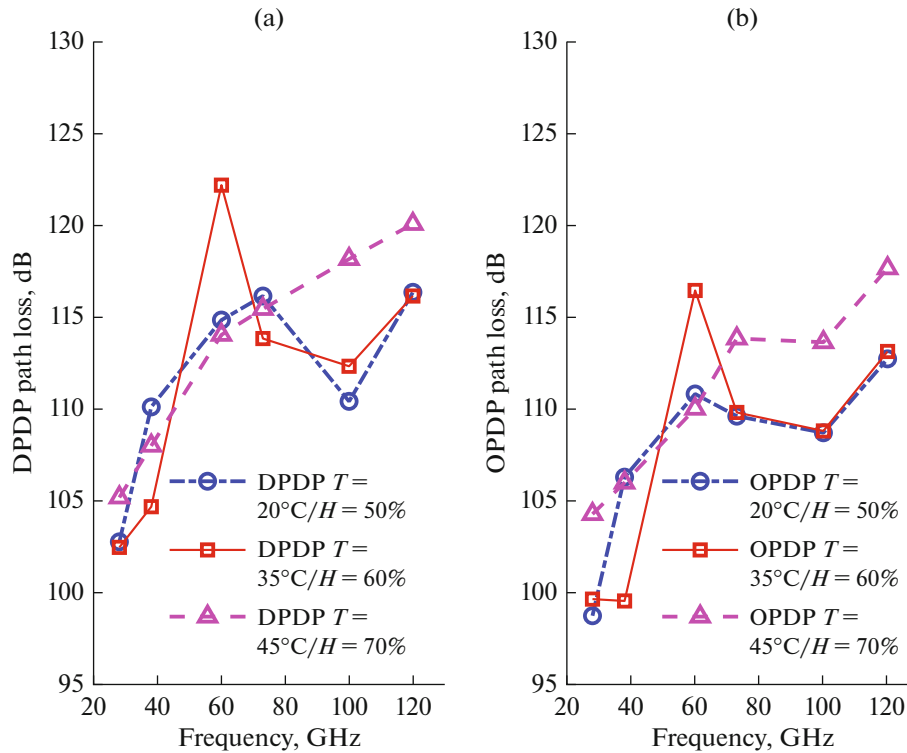 (a)
130
125
120
115
110
105
100
95
DPDP path loss, dB
DPDP T =
20°C/H = 50%
DPDP T =
35°C/H = 60%
DPDP T =
45°C/H = 70%
20 40 60 80 100 120
Frequency, GHz
(b)
130
125
120
115
110
105
100
95
OPDP path loss, dB
OPDP T =
20°C/H = 50%
OPDP T =
35°C/H = 60%
OPDP T =
45°C/H = 70%
20 40 60 80 100 120
Frequency, GHz